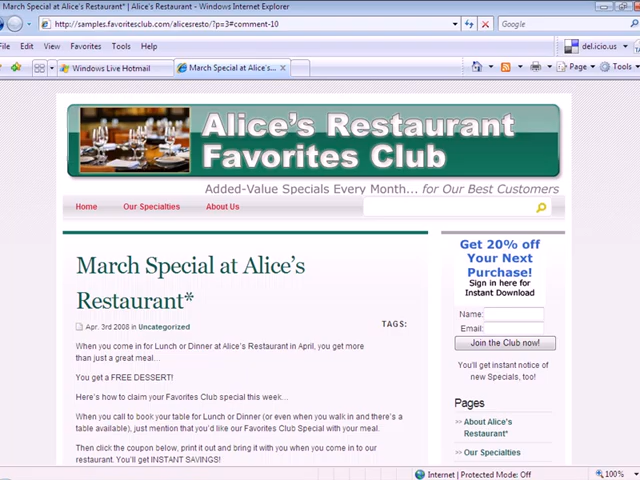 March Special at Alice's Restaurant* | Alice's Restaurant - Windows Internet Explorer
http://samples.favoritesclub.com/alicesresto/?p=3#comment-10
Google
File Edit View Favorites Tools Help
del.icio.us
Windows Live Hotmail
March Special at Alice's...
Page Tools
Alice's Restaurant
Favorites Club
Added-Value Specials Every Month... for Our Best Customers
Home Our Specialties About Us
March Special at Alice's
Restaurant*
Apr. 3rd 2008 in Uncategorized
TAGS:
When you come in for Lunch or Dinner at Alice's Restaurant in April, you get more
than just a great meal...
You get a FREE DESSERT!
Here's how to claim your Favorites Club special this week...
When you call to book your table for Lunch or Dinner (or even when you walk in and there's a
table available), just mention that you'd like our Favorites Club Special with your meal.
Then click the coupon below, print it out and bring it with you when you come in to our
restaurant. You'll get INSTANT SAVINGS!
Get 20% off
Your Next
Purchase!
Sign in here for
Instant Download
Name:
Email:
Join the Club now!
You'll get instant notice of
new Specials, too!
Pages
>> About Alice's
Restaurant*
>> Our Specialties
Internet | Protected Mode: Off
100%